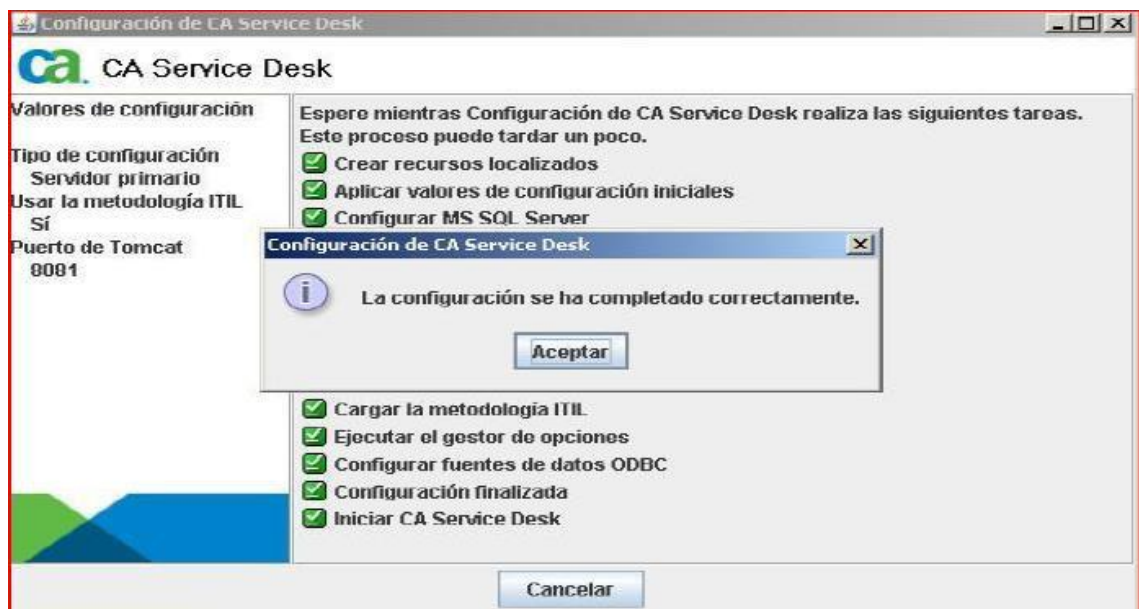 Configuración de CA Service Desk
ca
CA Service Desk
Valores de configuración
Tipo de configuración
Servidor primario
Usar la metodología ITIL
Sí
Puerto de Tomcat
8081
Espere mientras Configuración de CA Service Desk realiza las siguientes tareas.
Este proceso puede tardar un poco.
Crear recursos localizados
Aplicar valores de configuración iniciales
Configurar MS SQL Server
Configuración de CA Service Desk
i
La configuración se ha completado correctamente.
Aceptar
Cargar la metodología ITIL
Ejecutar el gestor de opciones
Configurar fuentes de datos ODBC
Configuración finalizada
Iniciar CA Service Desk
Cancelar